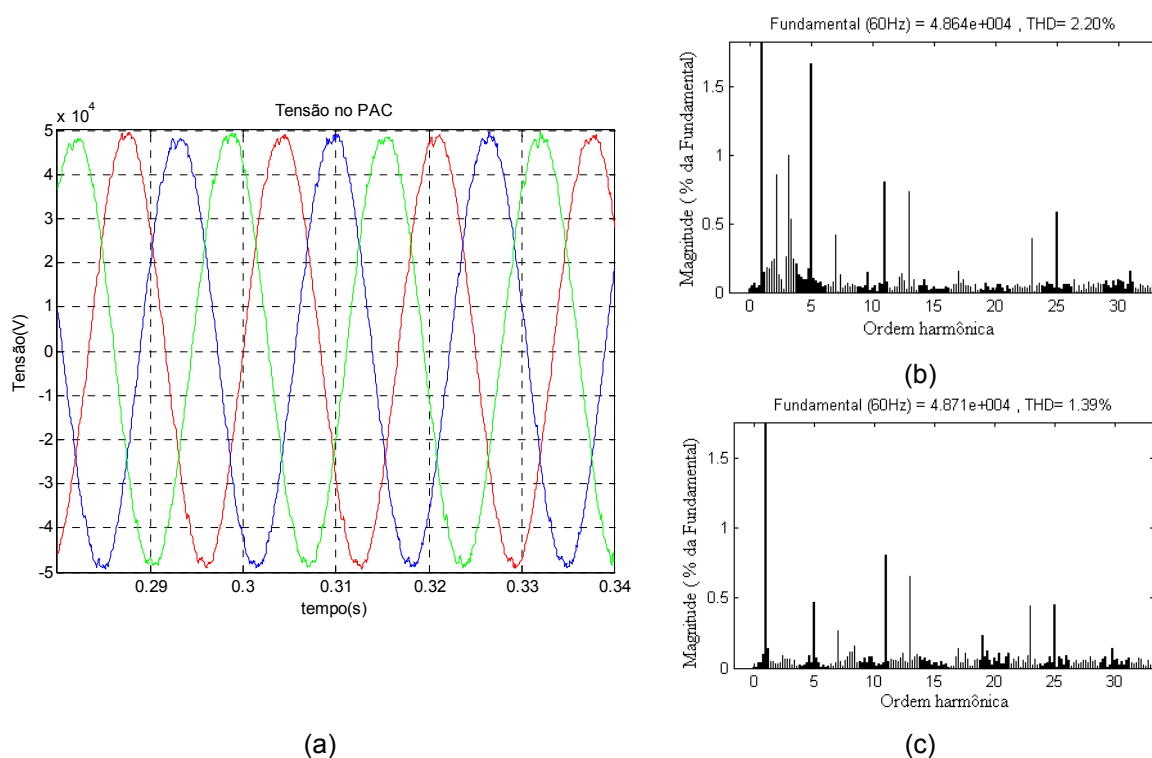 Tensão no PAC
x 10⁴
5
4
3
2
1
0
-1
-2
-3
-4
-5
Tensão(V)
0.29 0.3 0.31 0.32 0.33 0.34
tempo(s)
(a)
Fundamental (60Hz) = 4.864e+004 , THD= 2.20%
Magnitude ( % da Fundamental)
1.5
1
0.5
0
0 5 10 15 20 25 30
Ordem harmônica
(b)
Fundamental (60Hz) = 4.871e+004 , THD= 1.39%
Magnitude ( % da Fundamental)
1.5
1
0.5
0
0 5 10 15 20 25 30
Ordem harmônica
(c)